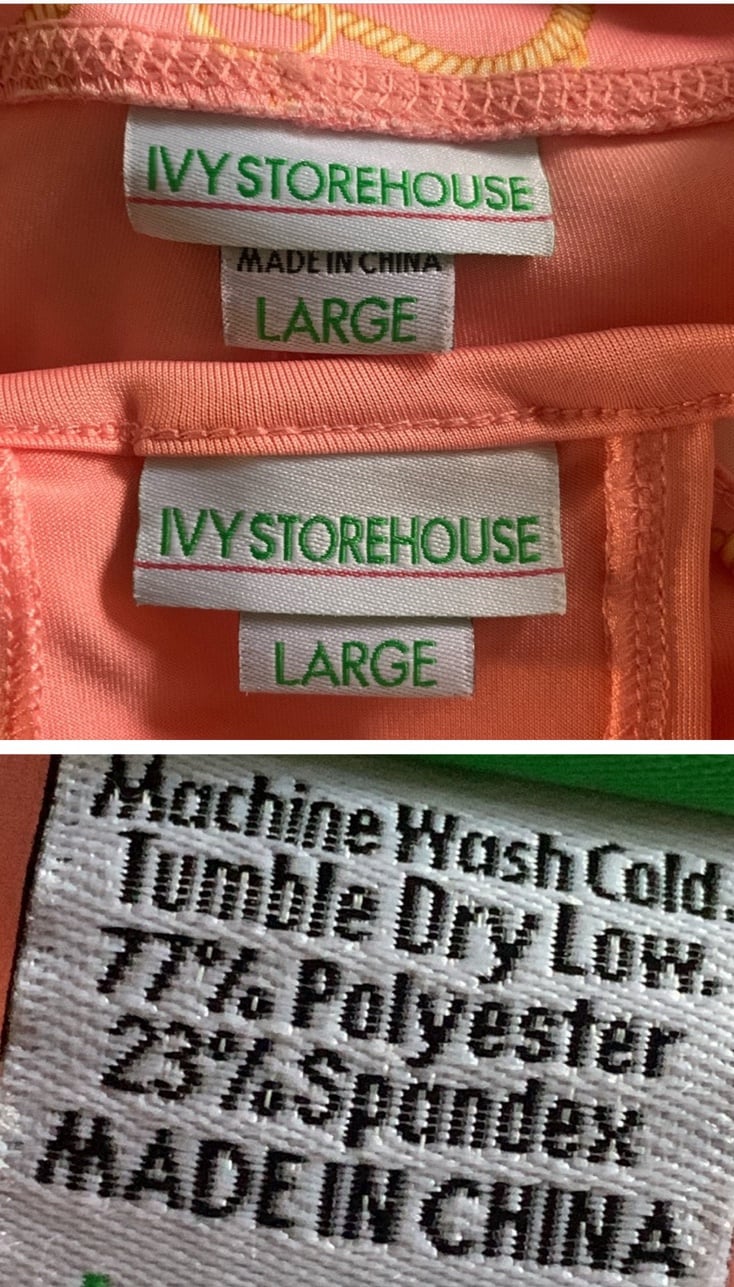 IVY STOREHOUSE
MADE IN CHINA
LARGE
IVY STOREHOUSE
LARGE
Machine Wash Cold.
Tumble Dry Low.
77% Polyester
23% Spandex
MADE IN CHINA